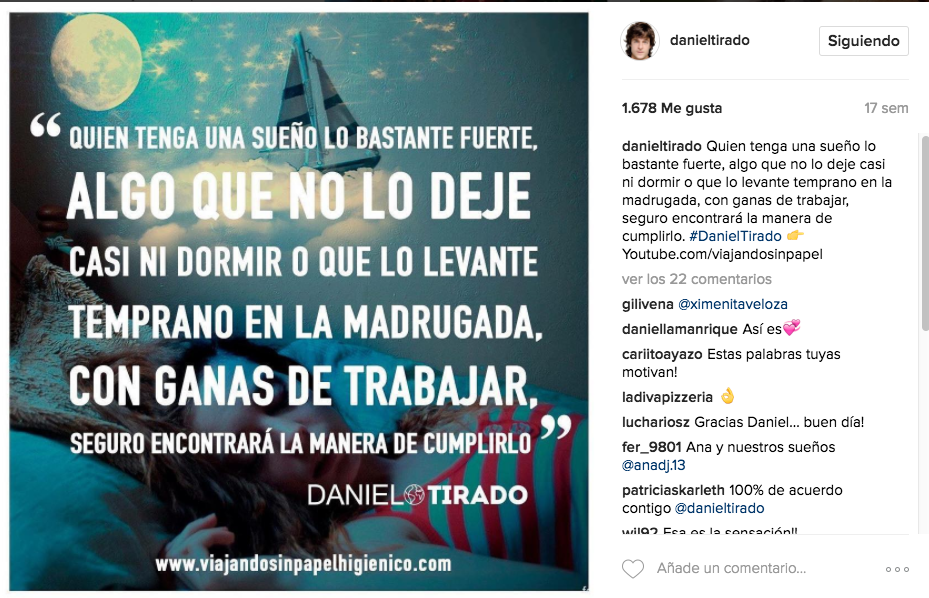 “ QUIEN TENGA UNA SUEÑO LO BASTANTE FUERTE,
ALGO QUE NO LO DEJE
CASI NI DORMIR O QUE LO LEVANTE
TEMPRANO EN LA MADRUGADA,
CON GANAS DE TRABAJAR,
SEGURO ENCONTRARÁ LA MANERA DE CUMPLIRLO ”
DANIEL TIRADO
www.viajandosinpapelhigienico.com
danieltirado
Siguiendo
1.678 Me gusta
17 sem
danieltirado Quien tenga una sueño lo
bastante fuerte, algo que no lo deje casi
ni dormir o que lo levante temprano en la
madrugada, con ganas de trabajar,
seguro encontrará la manera de
cumplirlo. #DanielTirado 👉
Youtube.com/viajandosinpapel
ver los 22 comentarios
gilivena @ximenitaveloza
daniellamanrique Así es💞
cariitoayazo Estas palabras tuyas
motivan!
ladivapizzeria 👌
luchariosz Gracias Daniel... buen día!
fer_9801 Ana y nuestros sueños
@anadj.13
patriciaskarleth 100% de acuerdo
contigo @danieltirado
wil92 Esa es la sensación!!
Añade un comentario...